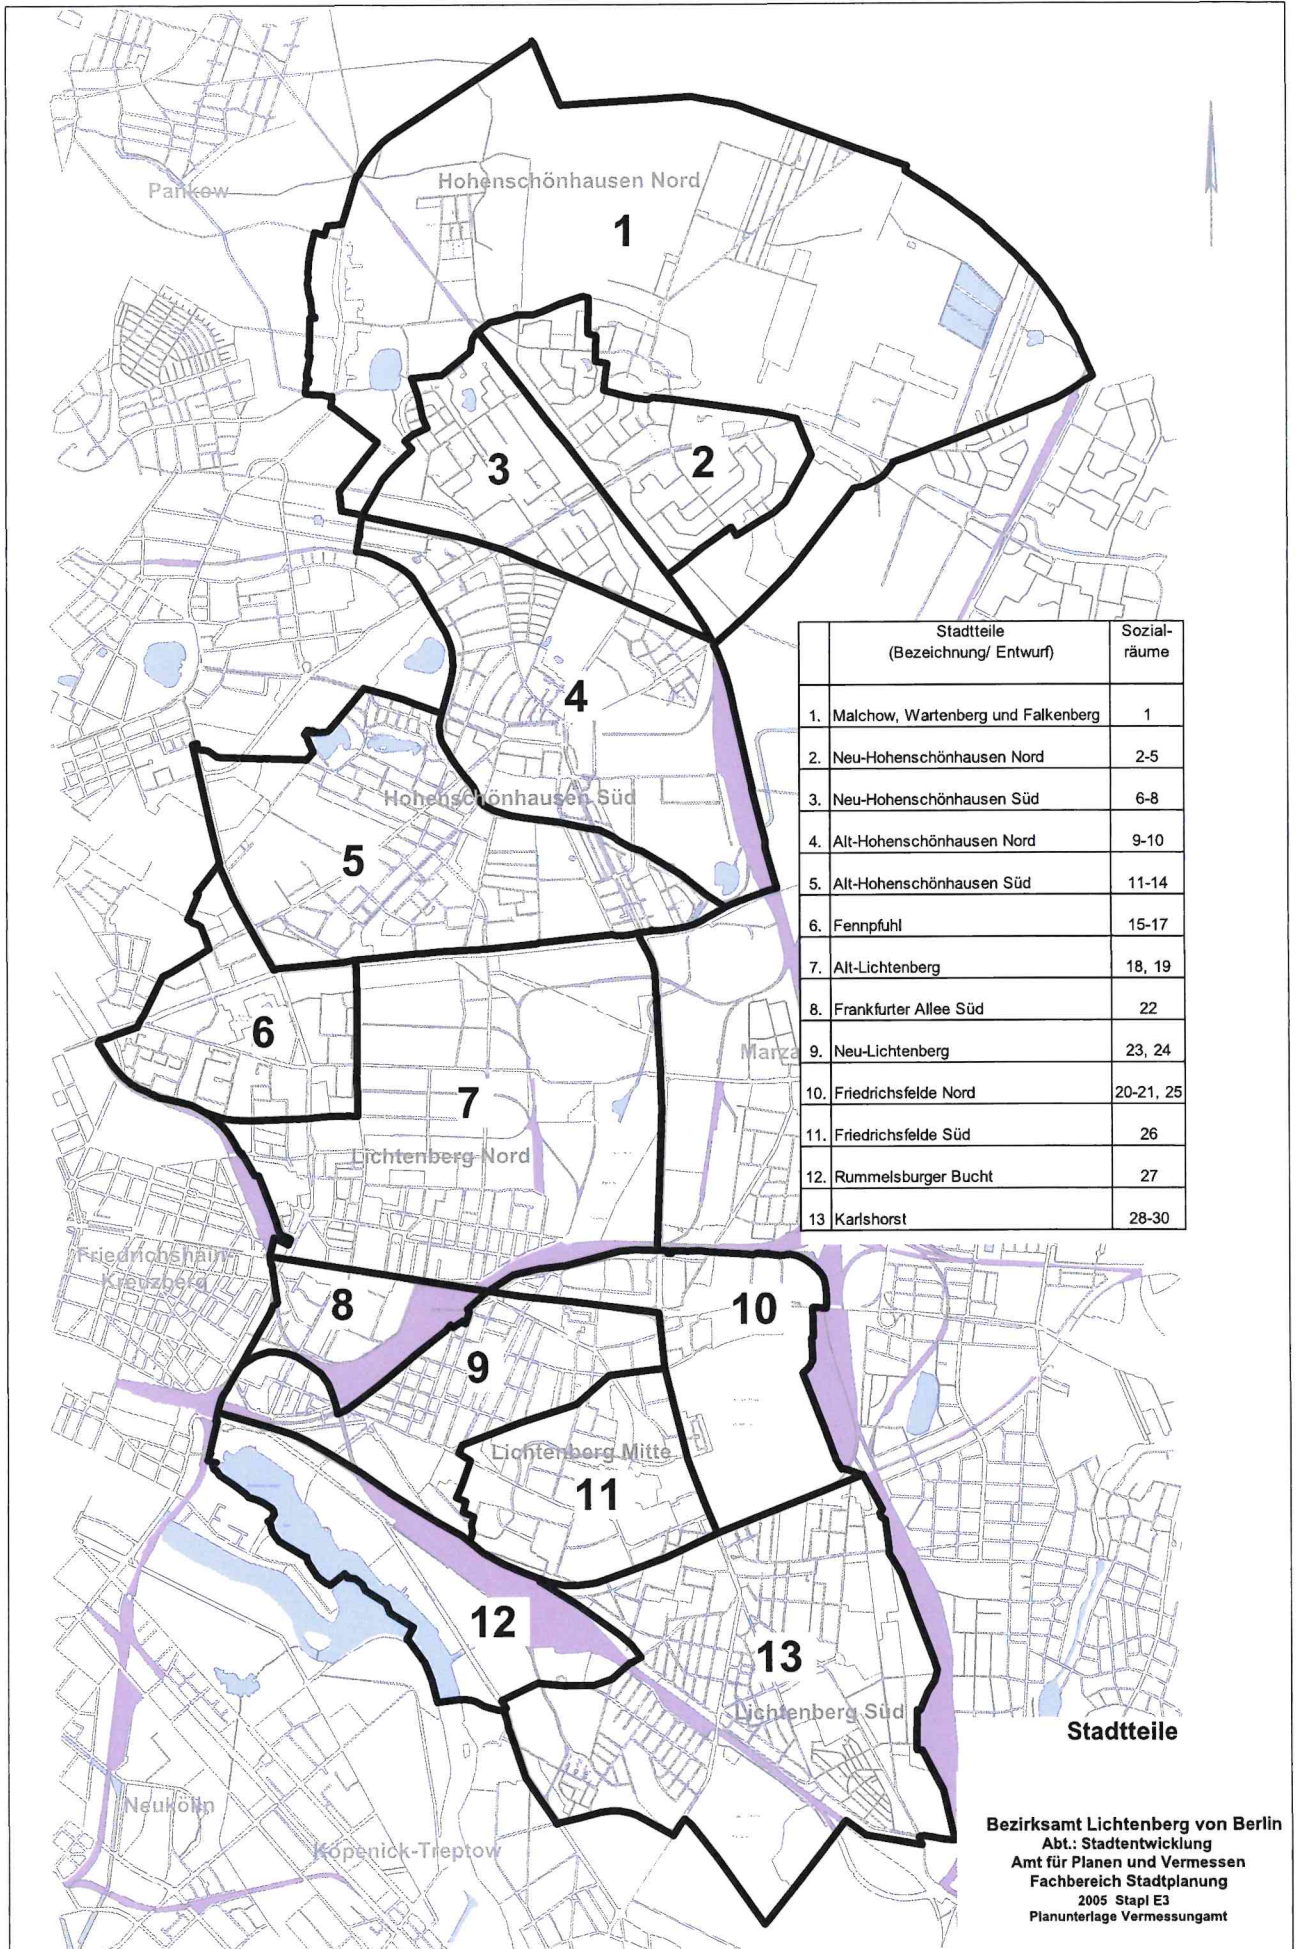 Pankow
Hohenschönhausen Nord
1
2
3
4
Hohenschönhausen Süd
5
6
7
Lichtenberg Nord
Marza
Friedrichshain
Kreuzberg
8
9
10
Lichtenberg Mitte
11
12
13
Lichtenberg Süd
Neukölln
Köpenick-Treptow
Stadtteile
(Bezeichnung/ Entwurf)
Sozial-
räume
1. Malchow, Wartenberg und Falkenberg 1
2. Neu-Hohenschönhausen Nord 2-5
3. Neu-Hohenschönhausen Süd 6-8
4. Alt-Hohenschönhausen Nord 9-10
5. Alt-Hohenschönhausen Süd 11-14
6. Fennpfuhl 15-17
7. Alt-Lichtenberg 18, 19
8. Frankfurter Allee Süd 22
9. Neu-Lichtenberg 23, 24
10. Friedrichsfelde Nord 20-21, 25
11. Friedrichsfelde Süd 26
12. Rummelsburger Bucht 27
13 Karlshorst 28-30
Stadtteile
Bezirksamt Lichtenberg von Berlin
Abt.: Stadtentwicklung
Amt für Planen und Vermessen
Fachbereich Stadtplanung
2005 Stapl E3
Planunterlage Vermessungamt